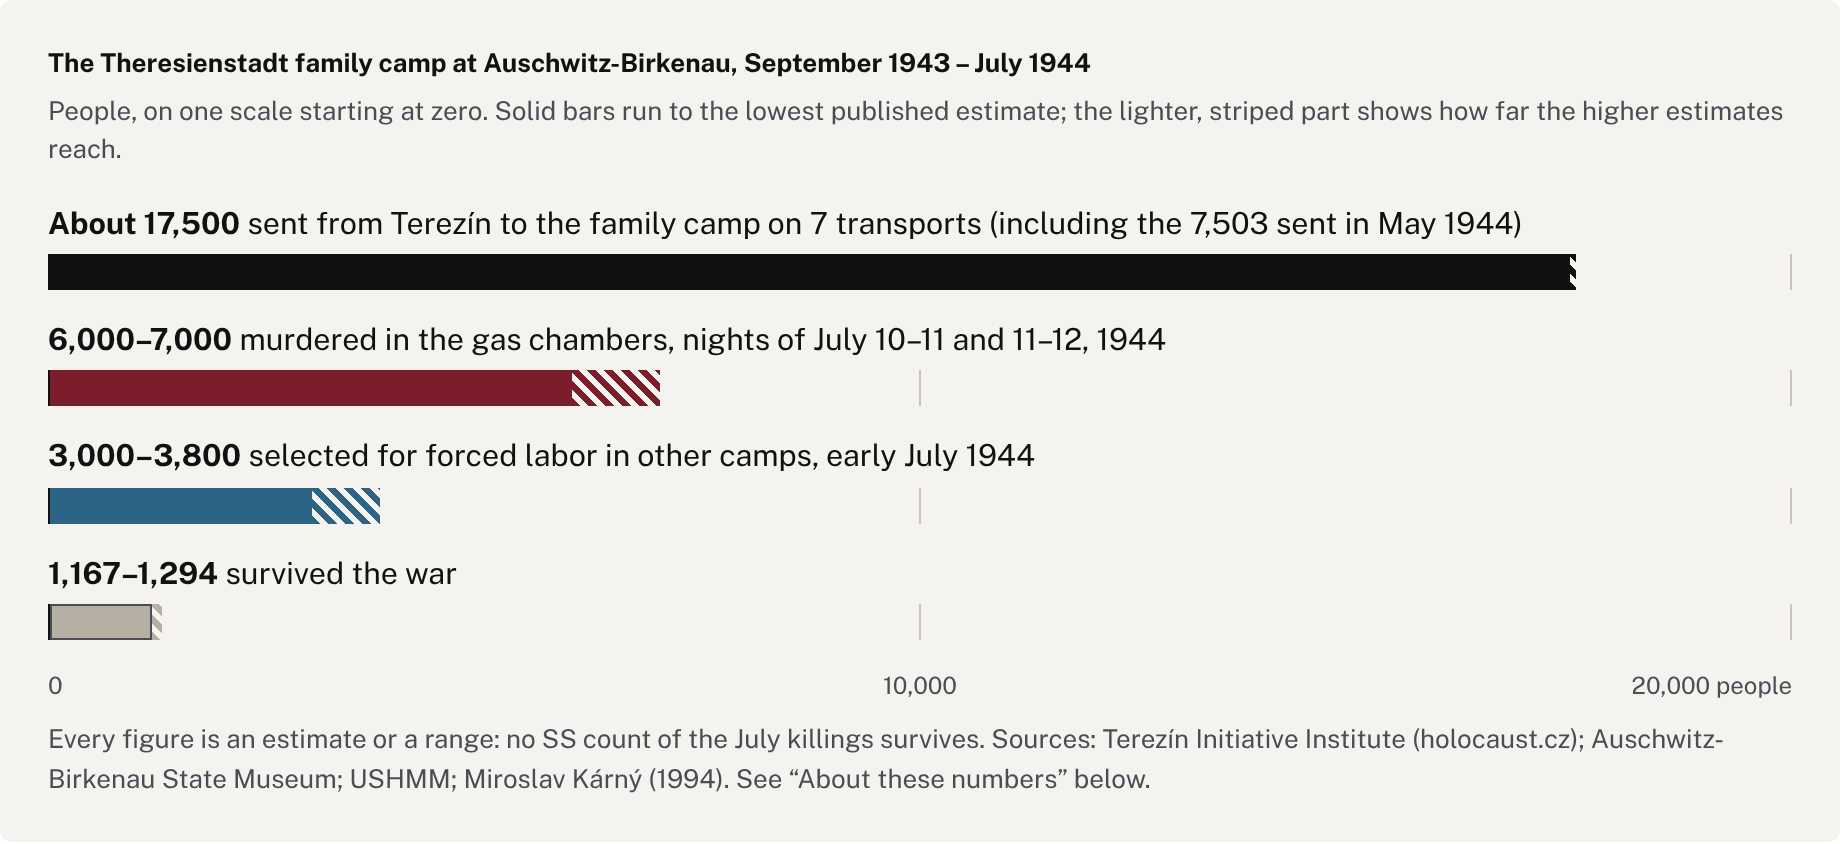 The Theresienstadt family camp at Auschwitz-Birkenau, September 1943 – July 1944
People, on one scale starting at zero. Solid bars run to the lowest published estimate; the lighter, striped part shows how far the higher estimates
reach.
About 17,500 sent from Terezín to the family camp on 7 transports (including the 7,503 sent in May 1944)
6,000–7,000 murdered in the gas chambers, nights of July 10–11 and 11–12, 1944
3,000–3,800 selected for forced labor in other camps, early July 1944
1,167–1,294 survived the war
0 10,000 20,000 people
Every figure is an estimate or a range: no SS count of the July killings survives. Sources: Terezín Initiative Institute (holocaust.cz); Auschwitz-
Birkenau State Museum; USHMM; Miroslav Kárný (1994). See “About these numbers” below.